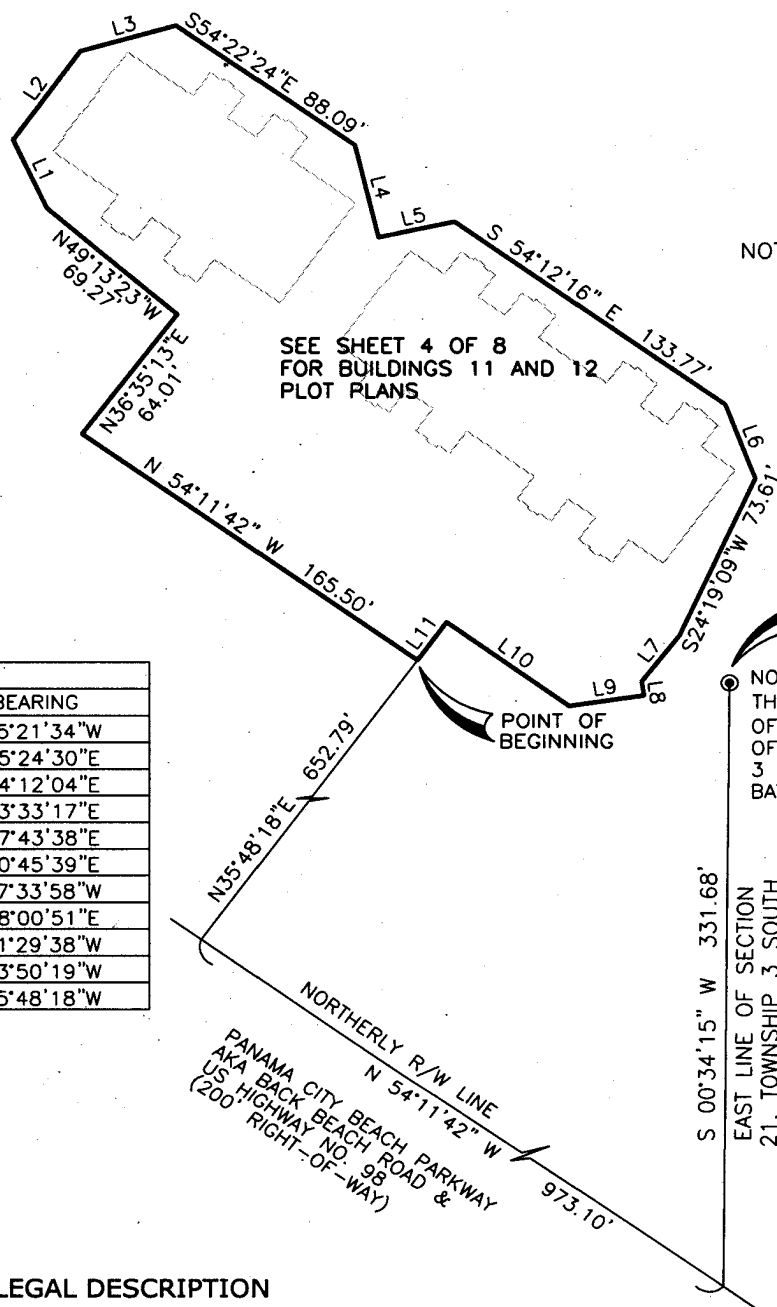 L3
S54°22'24"E 88.09'
L2
L1
L4
L5
N49°13'23"W
69.27'
S 54°12'16" E 133.77'
NOT
SEE SHEET 4 OF 8
FOR BUILDINGS 11 AND 12
PLOT PLANS
N36°35'13"E
64.01'
L6
N 54°11'42" W 165.50'
S24°19'09"W 73.61'
L11
L10
L7
L8
L9
POINT OF
BEGINNING
BEARING
5°21'34"W
5°24'30"E
4°12'04"E
3°33'17"E
7°43'38"E
0°45'39"E
7°33'58"W
8°00'51"E
1°29'38"W
3°50'19"W
5°48'18"W
NO
TH
OF
OF
3
BA
N35°48'18"E 652.79'
S 00°34'15" W 331.68'
EAST LINE OF SECTION
21, TOWNSHIP 3 SOUTH
NORTHERLY R/W LINE
N 54°11'42" W 973.10'
PANAMA CITY BEACH PARKWAY
AKA BACK BEACH ROAD &
US HIGHWAY NO. 98
(200' RIGHT-OF-WAY)
LEGAL DESCRIPTION